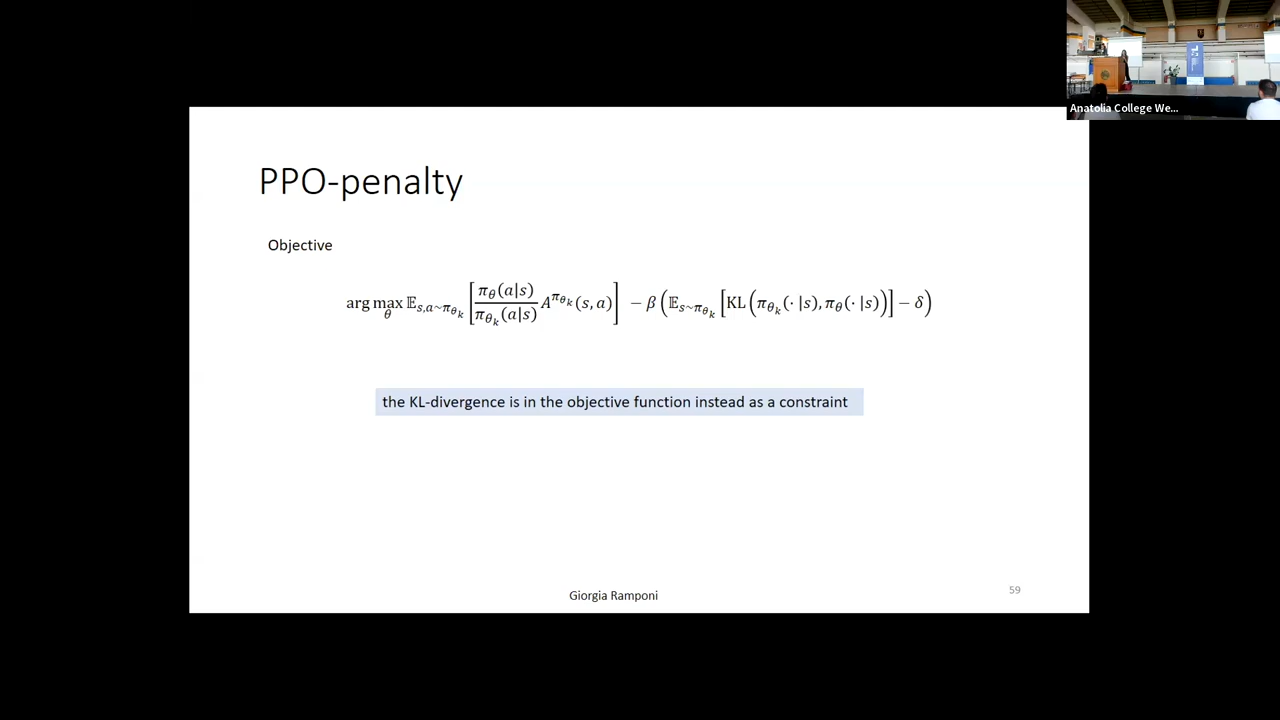 Anatolia College We...
PPO-penalty
Objective
arg max_θ 𝔼_{s,a∼π_{θ_k}} [ π_θ(a|s) / π_{θ_k}(a|s) A^{π_{θ_k}}(s, a) ] − β ( 𝔼_{s∼π_{θ_k}} [ KL ( π_{θ_k}(· |s), π_θ(· |s) ) ] − δ )
the KL-divergence is in the objective function instead as a constraint
Giorgia Ramponi
59